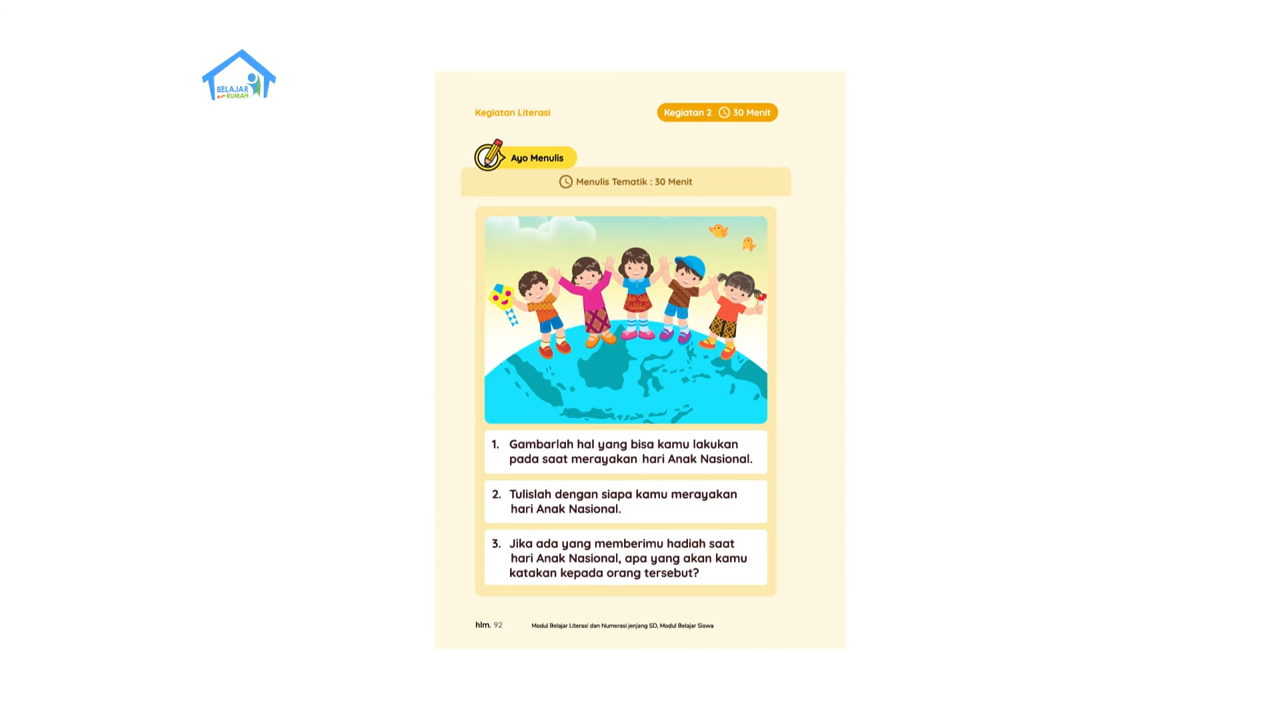 BELAJAR
dari RUMAH
Kegiatan Literasi
Kegiatan 2 30 Menit
Ayo Menulis
Menulis Tematik : 30 Menit
1. Gambarlah hal yang bisa kamu lakukan
pada saat merayakan hari Anak Nasional.
2. Tulislah dengan siapa kamu merayakan
hari Anak Nasional.
3. Jika ada yang memberimu hadiah saat
hari Anak Nasional, apa yang akan kamu
katakan kepada orang tersebut?
hlm. 92 Modul Belajar Literasi dan Numerasi jenjang SD, Modul Belajar Siswa